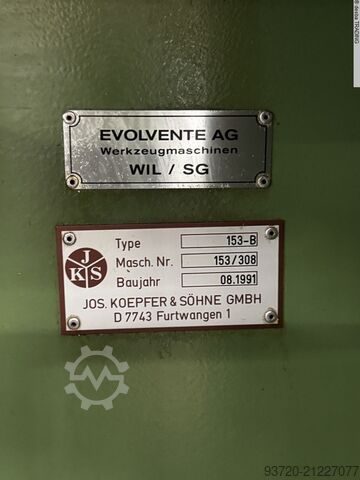 EVOLVENTE AG
Werkzeugmaschinen
WIL / SG
JKS
Type 153-B
Masch. Nr. 153/308
Baujahr 08.1991
JOS. KOEPFER & SÖHNE GMBH
D 7743 Furtwangen 1
93720-21227077